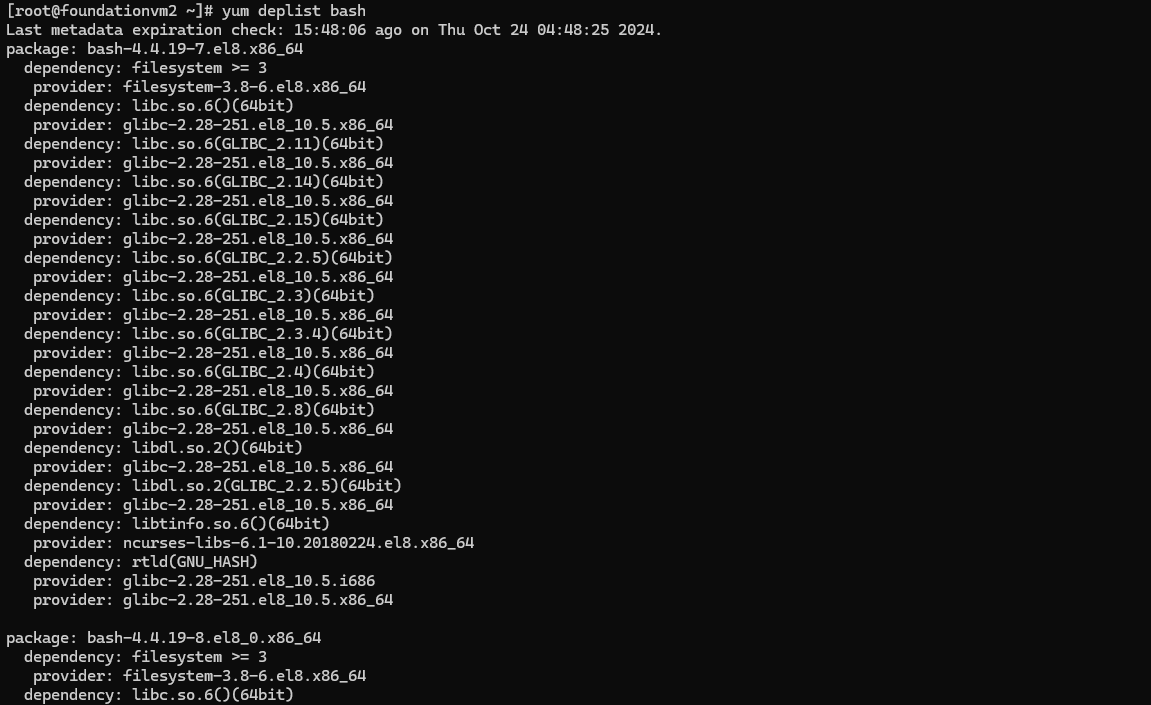 [root@foundationvm2 ~]# yum deplist bash
Last metadata expiration check: 15:48:06 ago on Thu Oct 24 04:48:25 2024.
package: bash-4.4.19-7.el8.x86_64
  dependency: filesystem >= 3
   provider: filesystem-3.8-6.el8.x86_64
  dependency: libc.so.6()(64bit)
   provider: glibc-2.28-251.el8_10.5.x86_64
  dependency: libc.so.6(GLIBC_2.11)(64bit)
   provider: glibc-2.28-251.el8_10.5.x86_64
  dependency: libc.so.6(GLIBC_2.14)(64bit)
   provider: glibc-2.28-251.el8_10.5.x86_64
  dependency: libc.so.6(GLIBC_2.15)(64bit)
   provider: glibc-2.28-251.el8_10.5.x86_64
  dependency: libc.so.6(GLIBC_2.2.5)(64bit)
   provider: glibc-2.28-251.el8_10.5.x86_64
  dependency: libc.so.6(GLIBC_2.3)(64bit)
   provider: glibc-2.28-251.el8_10.5.x86_64
  dependency: libc.so.6(GLIBC_2.3.4)(64bit)
   provider: glibc-2.28-251.el8_10.5.x86_64
  dependency: libc.so.6(GLIBC_2.4)(64bit)
   provider: glibc-2.28-251.el8_10.5.x86_64
  dependency: libc.so.6(GLIBC_2.8)(64bit)
   provider: glibc-2.28-251.el8_10.5.x86_64
  dependency: libdl.so.2()(64bit)
   provider: glibc-2.28-251.el8_10.5.x86_64
  dependency: libdl.so.2(GLIBC_2.2.5)(64bit)
   provider: glibc-2.28-251.el8_10.5.x86_64
  dependency: libtinfo.so.6()(64bit)
   provider: ncurses-libs-6.1-10.20180224.el8.x86_64
  dependency: rtld(GNU_HASH)
   provider: glibc-2.28-251.el8_10.5.i686
   provider: glibc-2.28-251.el8_10.5.x86_64

package: bash-4.4.19-8.el8_0.x86_64
  dependency: filesystem >= 3
   provider: filesystem-3.8-6.el8.x86_64
  dependency: libc.so.6()(64bit)